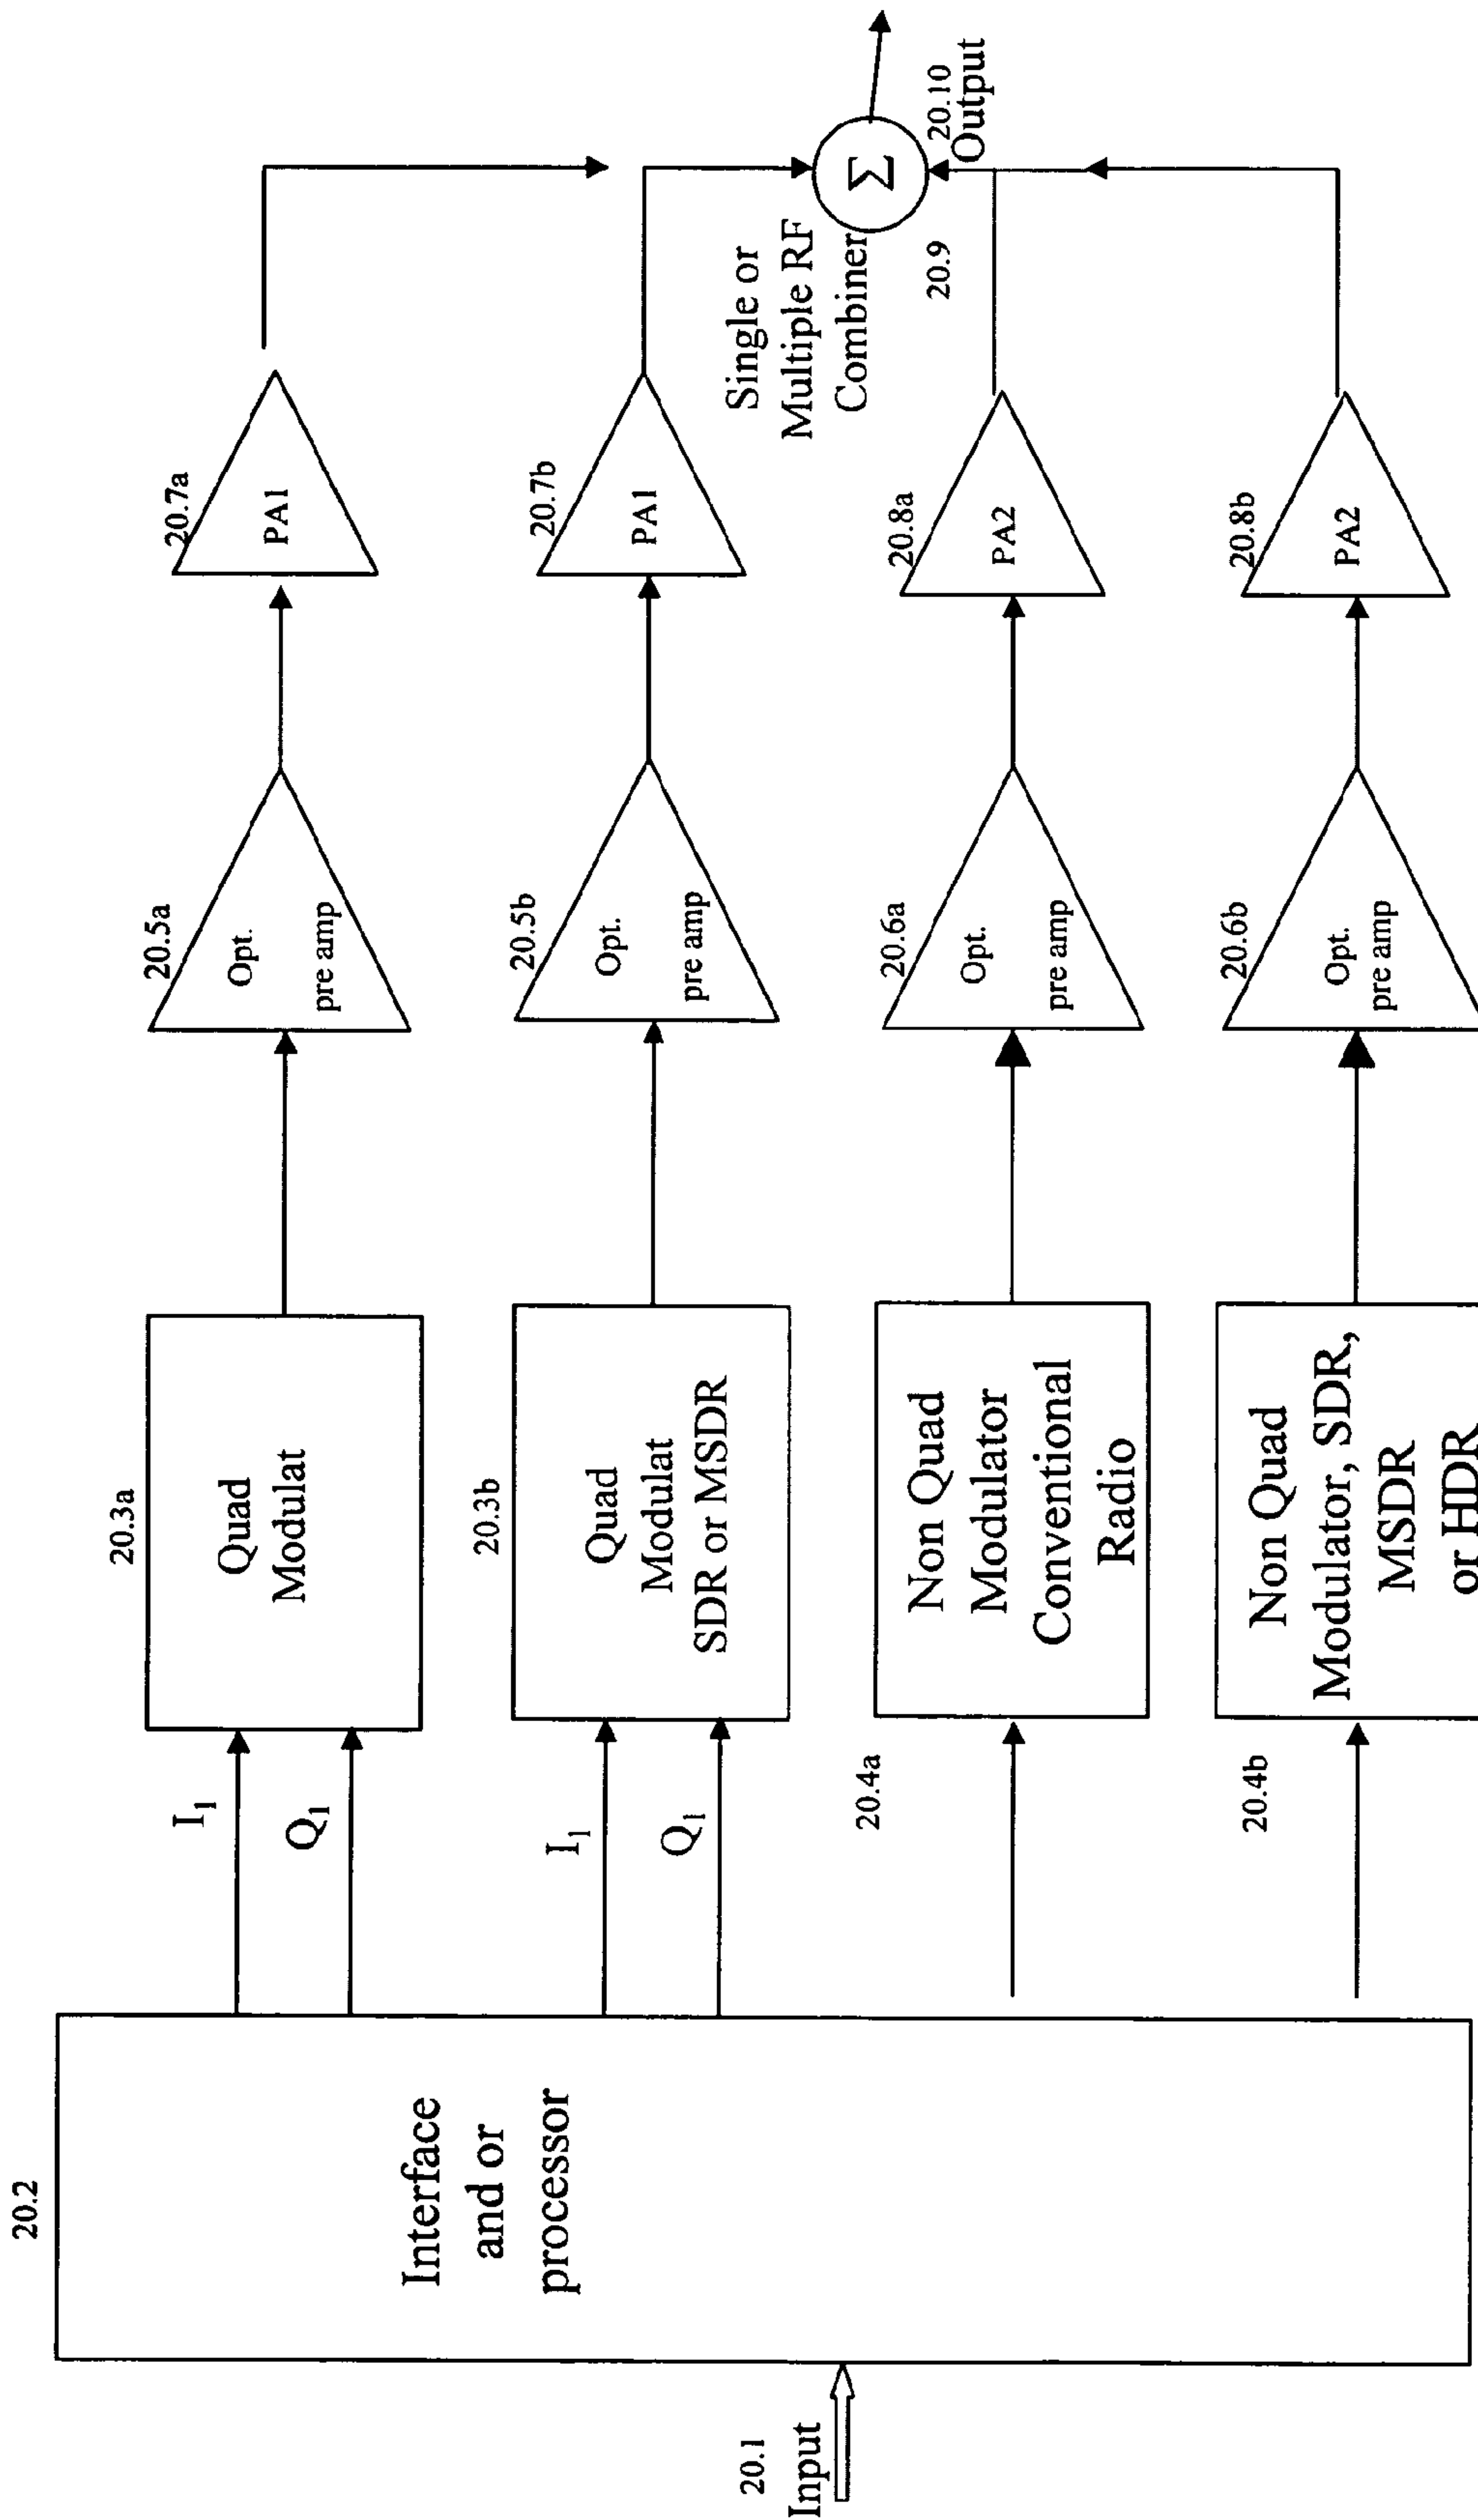 20.1
Input
20.2
Interface
and or
processor
I1
Q1
I1
Q1
20.3a
Quad
Modulat
20.3b
Quad
Modulat
SDR or MSDR
20.4a
Non Quad
Modulator
Conventional
Radio
20.4b
Non Quad
Modulator, SDR,
MSDR
or HDR
20.5a
Opt.
pre amp
20.5b
Opt.
pre amp
20.6a
Opt.
pre amp
20.6b
Opt.
pre amp
20.7a
PA1
20.7b
PA1
20.8a
PA2
20.8b
PA2
Single or
Multiple RF
Combiner
20.9
Σ
20.10
Output